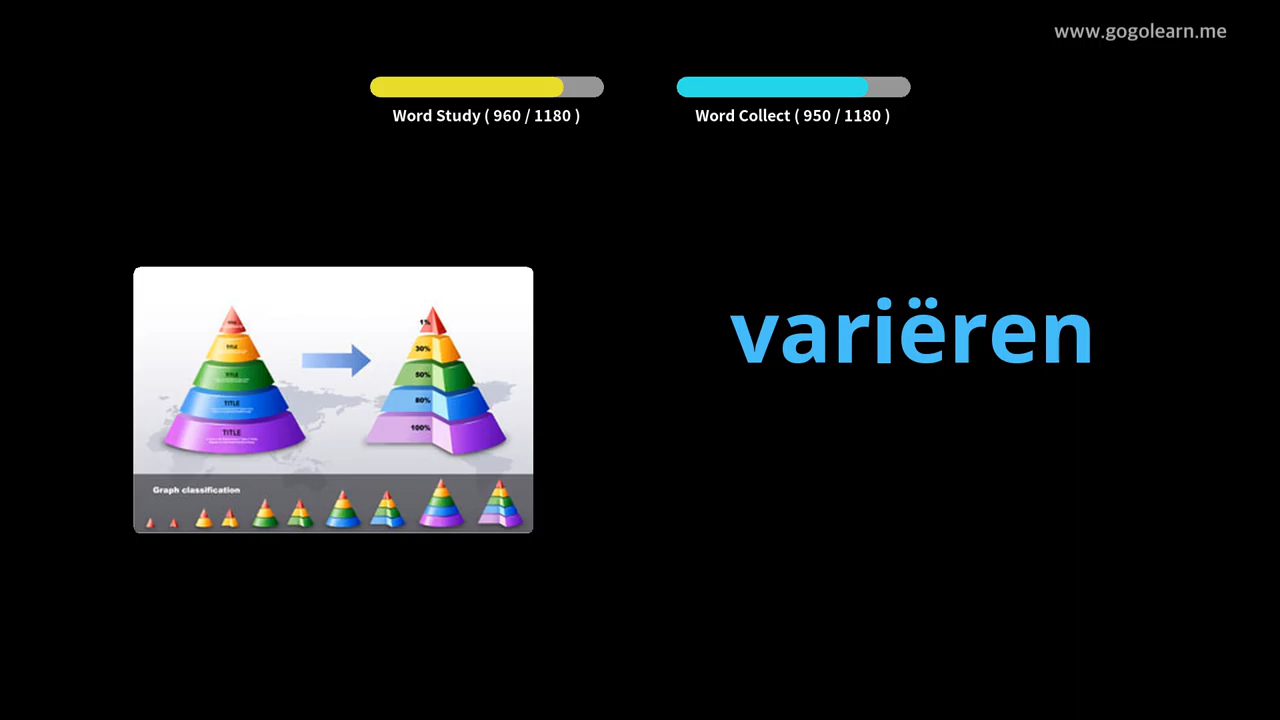 www.gogolearn.me
Word Study ( 960 / 1180 )
Word Collect ( 950 / 1180 )
variëren
1%
30%
TITLE
50%
TITLE
80%
TITLE
100%
TITLE
Graph classification